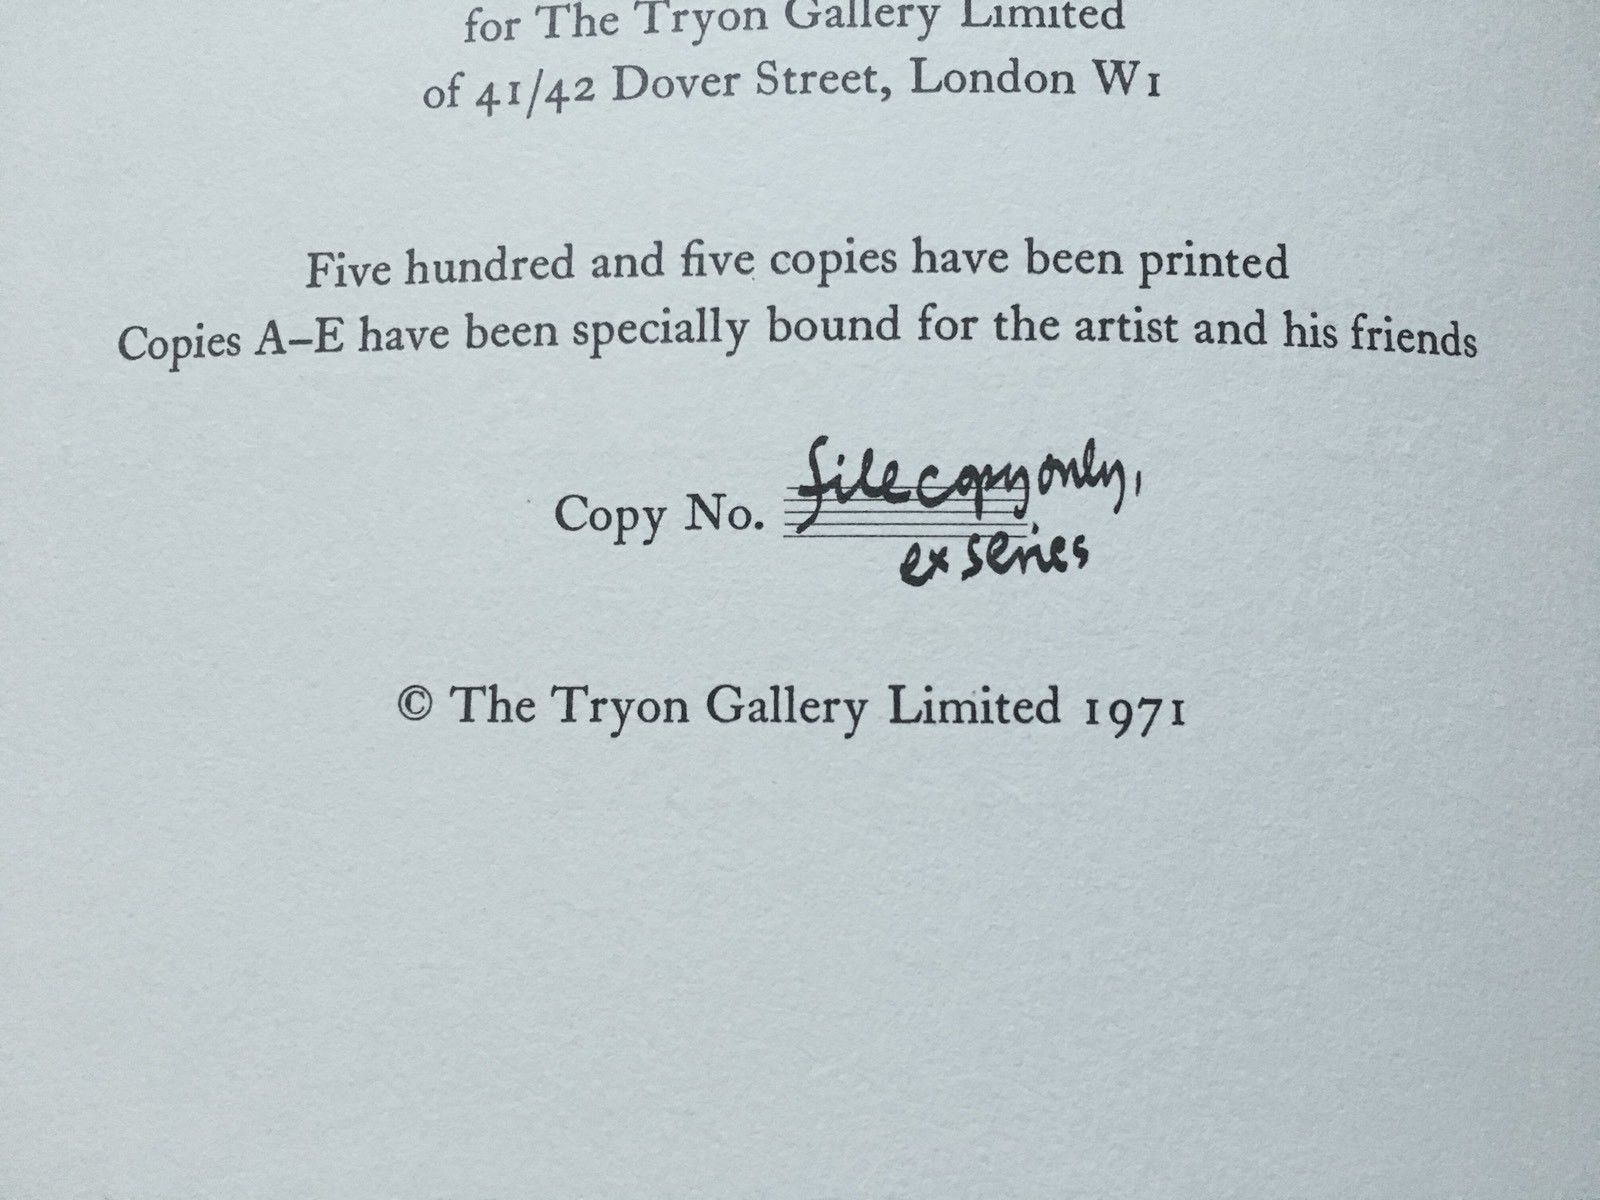 for The Tryon Gallery Limited
of 41/42 Dover Street, London W1
Five hundred and five copies have been printed
Copies A–E have been specially bound for the artist and his friends
Copy No. file copy only,
ex series
© The Tryon Gallery Limited 1971